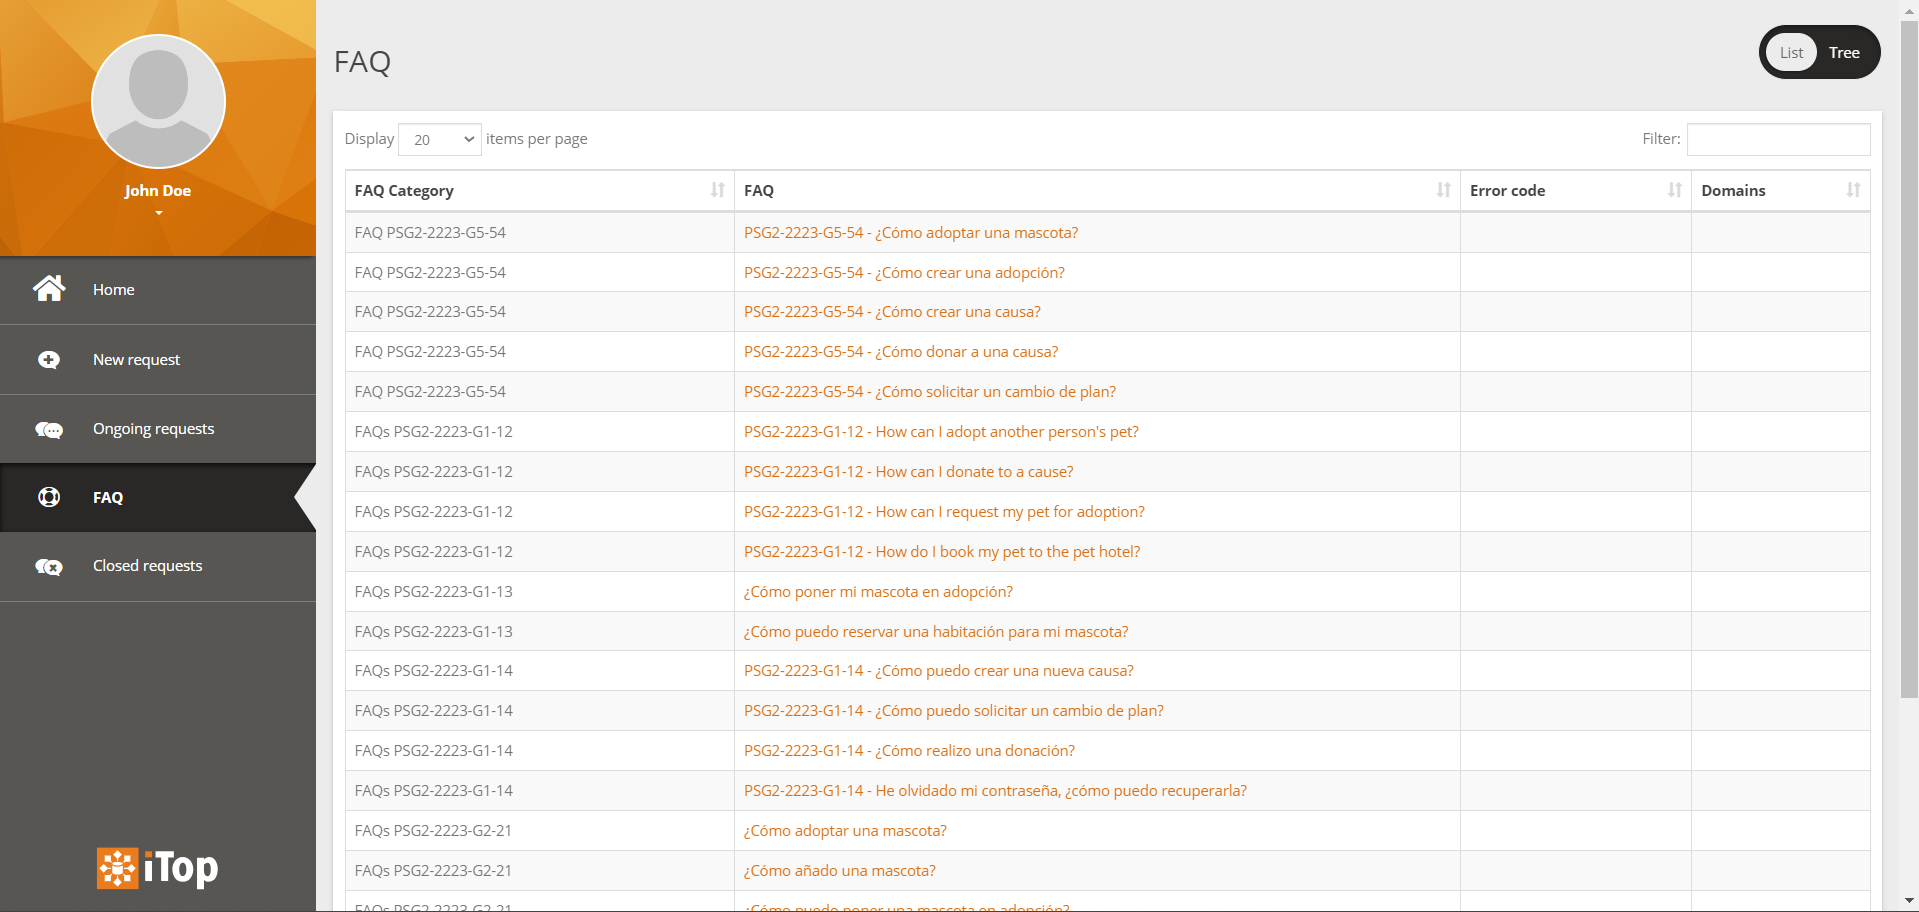 John Doe
Home
New request
Ongoing requests
FAQ
Closed requests
iTop
FAQ
List Tree
Display 20 items per page Filter:
FAQ Category FAQ Error code Domains
FAQ PSG2-2223-G5-54 PSG2-2223-G5-54 - ¿Cómo adoptar una mascota?
FAQ PSG2-2223-G5-54 PSG2-2223-G5-54 - ¿Cómo crear una adopción?
FAQ PSG2-2223-G5-54 PSG2-2223-G5-54 - ¿Cómo crear una causa?
FAQ PSG2-2223-G5-54 PSG2-2223-G5-54 - ¿Cómo donar a una causa?
FAQ PSG2-2223-G5-54 PSG2-2223-G5-54 - ¿Cómo solicitar un cambio de plan?
FAQs PSG2-2223-G1-12 PSG2-2223-G1-12 - How can I adopt another person's pet?
FAQs PSG2-2223-G1-12 PSG2-2223-G1-12 - How can I donate to a cause?
FAQs PSG2-2223-G1-12 PSG2-2223-G1-12 - How can I request my pet for adoption?
FAQs PSG2-2223-G1-12 PSG2-2223-G1-12 - How do I book my pet to the pet hotel?
FAQs PSG2-2223-G1-13 ¿Cómo poner mi mascota en adopción?
FAQs PSG2-2223-G1-13 ¿Cómo puedo reservar una habitación para mi mascota?
FAQs PSG2-2223-G1-14 PSG2-2223-G1-14 - ¿Cómo puedo crear una nueva causa?
FAQs PSG2-2223-G1-14 PSG2-2223-G1-14 - ¿Cómo puedo solicitar un cambio de plan?
FAQs PSG2-2223-G1-14 PSG2-2223-G1-14 - ¿Cómo realizo una donación?
FAQs PSG2-2223-G1-14 PSG2-2223-G1-14 - He olvidado mi contraseña, ¿cómo puedo recuperarla?
FAQs PSG2-2223-G2-21 ¿Cómo adoptar una mascota?
FAQs PSG2-2223-G2-21 ¿Cómo añado una mascota?
FAQs PSG2-2223-G2-21 ¿Cómo puedo poner una mascota en adopción?